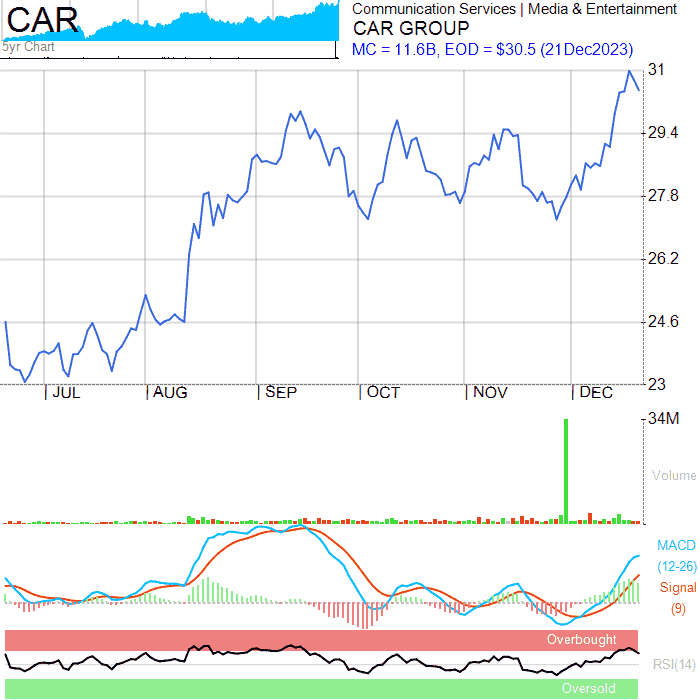 CAR
5yr Chart
Communication Services | Media & Entertainment
CAR GROUP
MC = 11.6B, EOD = $30.5 (21Dec2023)
31
29.4
27.8
26.2
24.6
23
JUL
AUG
SEP
OCT
NOV
DEC
34M
Volume
MACD
(12-26)
Signal
(9)
Overbought
RSI(14)
Oversold